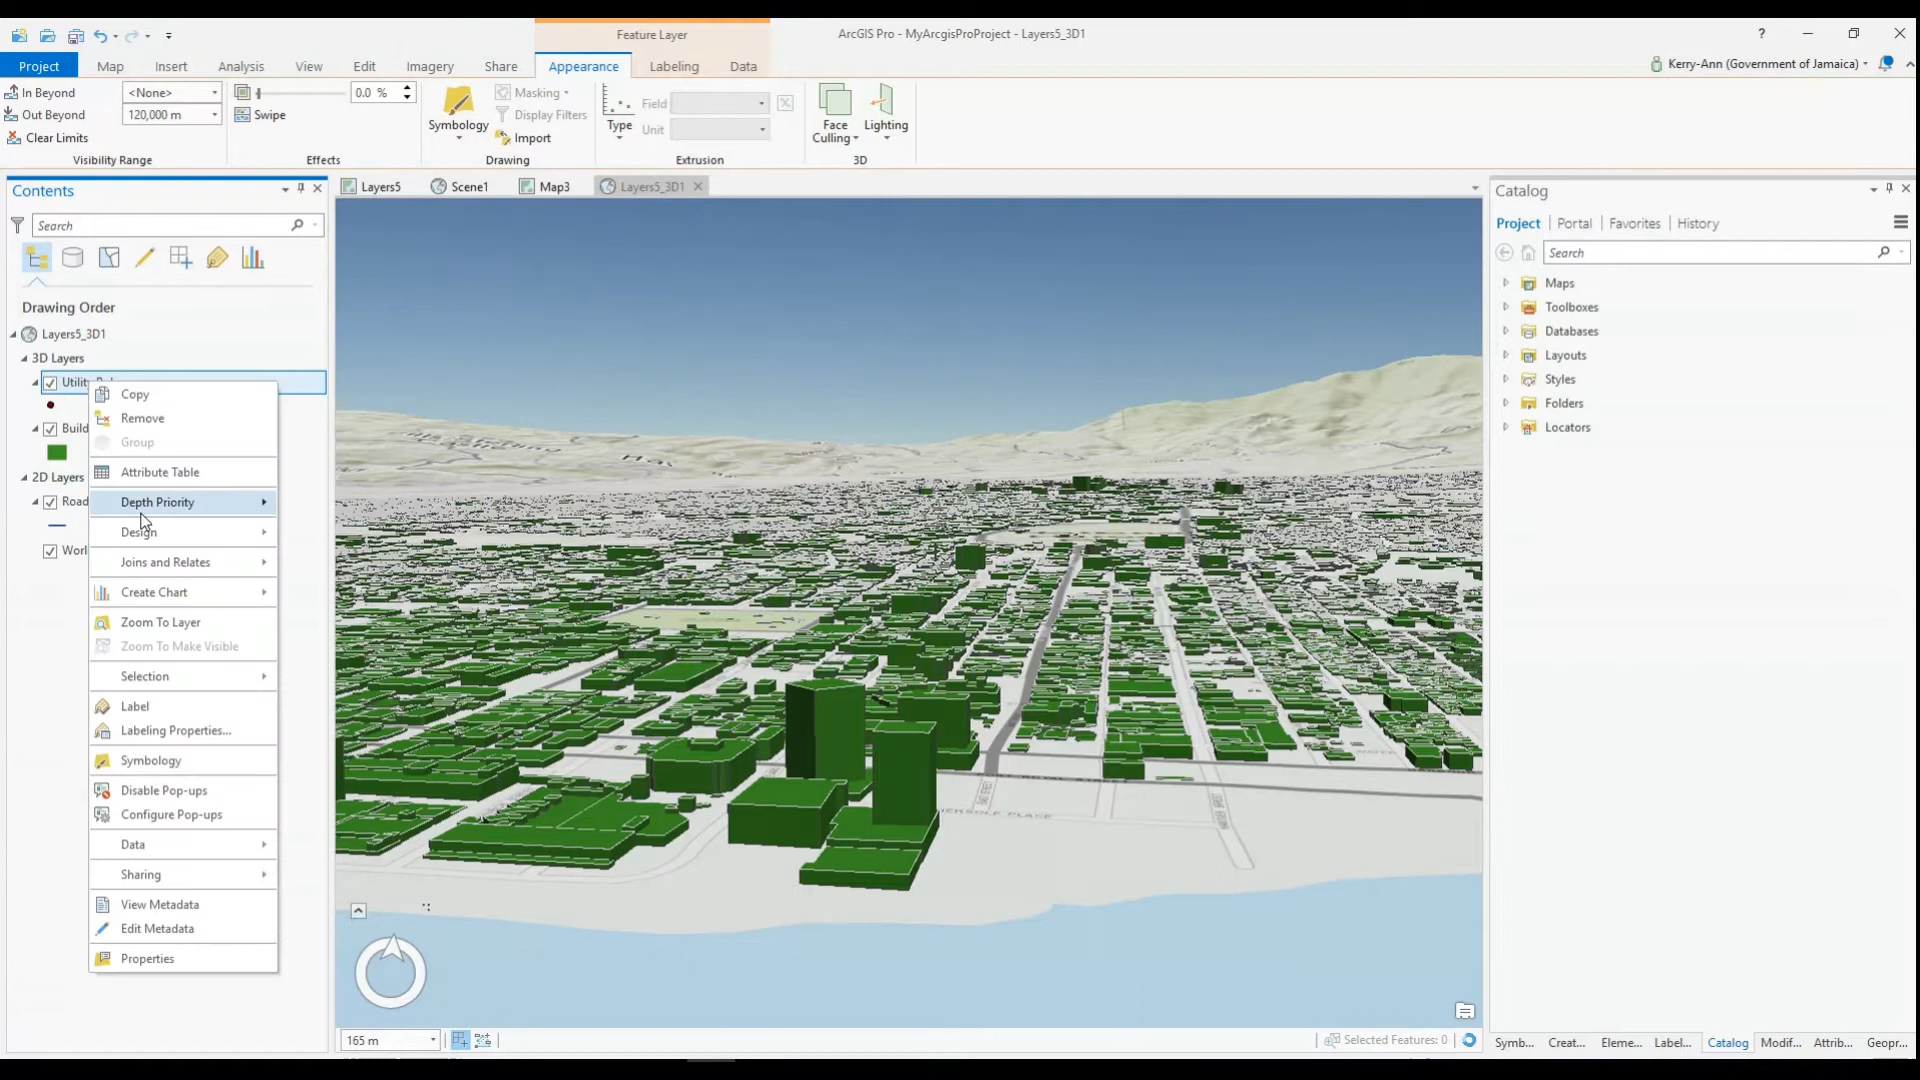 Feature Layer
ArcGIS Pro - MyArcgisProProject - Layers5_3D1
?
Project Map Insert Analysis View Edit Imagery Share Appearance Labeling Data
Kerry-Ann (Government of Jamaica)
In Beyond <None> 0.0 %
Out Beyond 120,000 m Swipe
Clear Limits
Visibility Range
Effects
Symbology
Masking
Display Filters
Import
Drawing
Type
Field
Unit
Extrusion
Face Culling
Lighting
3D
Contents
Search
Drawing Order
Layers5_3D1
3D Layers
Utility
Build
2D Layers
Road
Worl
Copy
Remove
Group
Attribute Table
Depth Priority
Design
Joins and Relates
Create Chart
Zoom To Layer
Zoom To Make Visible
Selection
Label
Labeling Properties...
Symbology
Disable Pop-ups
Configure Pop-ups
Data
Sharing
View Metadata
Edit Metadata
Properties
Layers5 Scene1 Map3 Layers5_3D1
165 m
Selected Features: 0
Catalog
Project Portal Favorites History
Search
Maps
Toolboxes
Databases
Layouts
Styles
Folders
Locators
Symb... Creat... Eleme... Label... Catalog Modif... Attrib... Geopr...